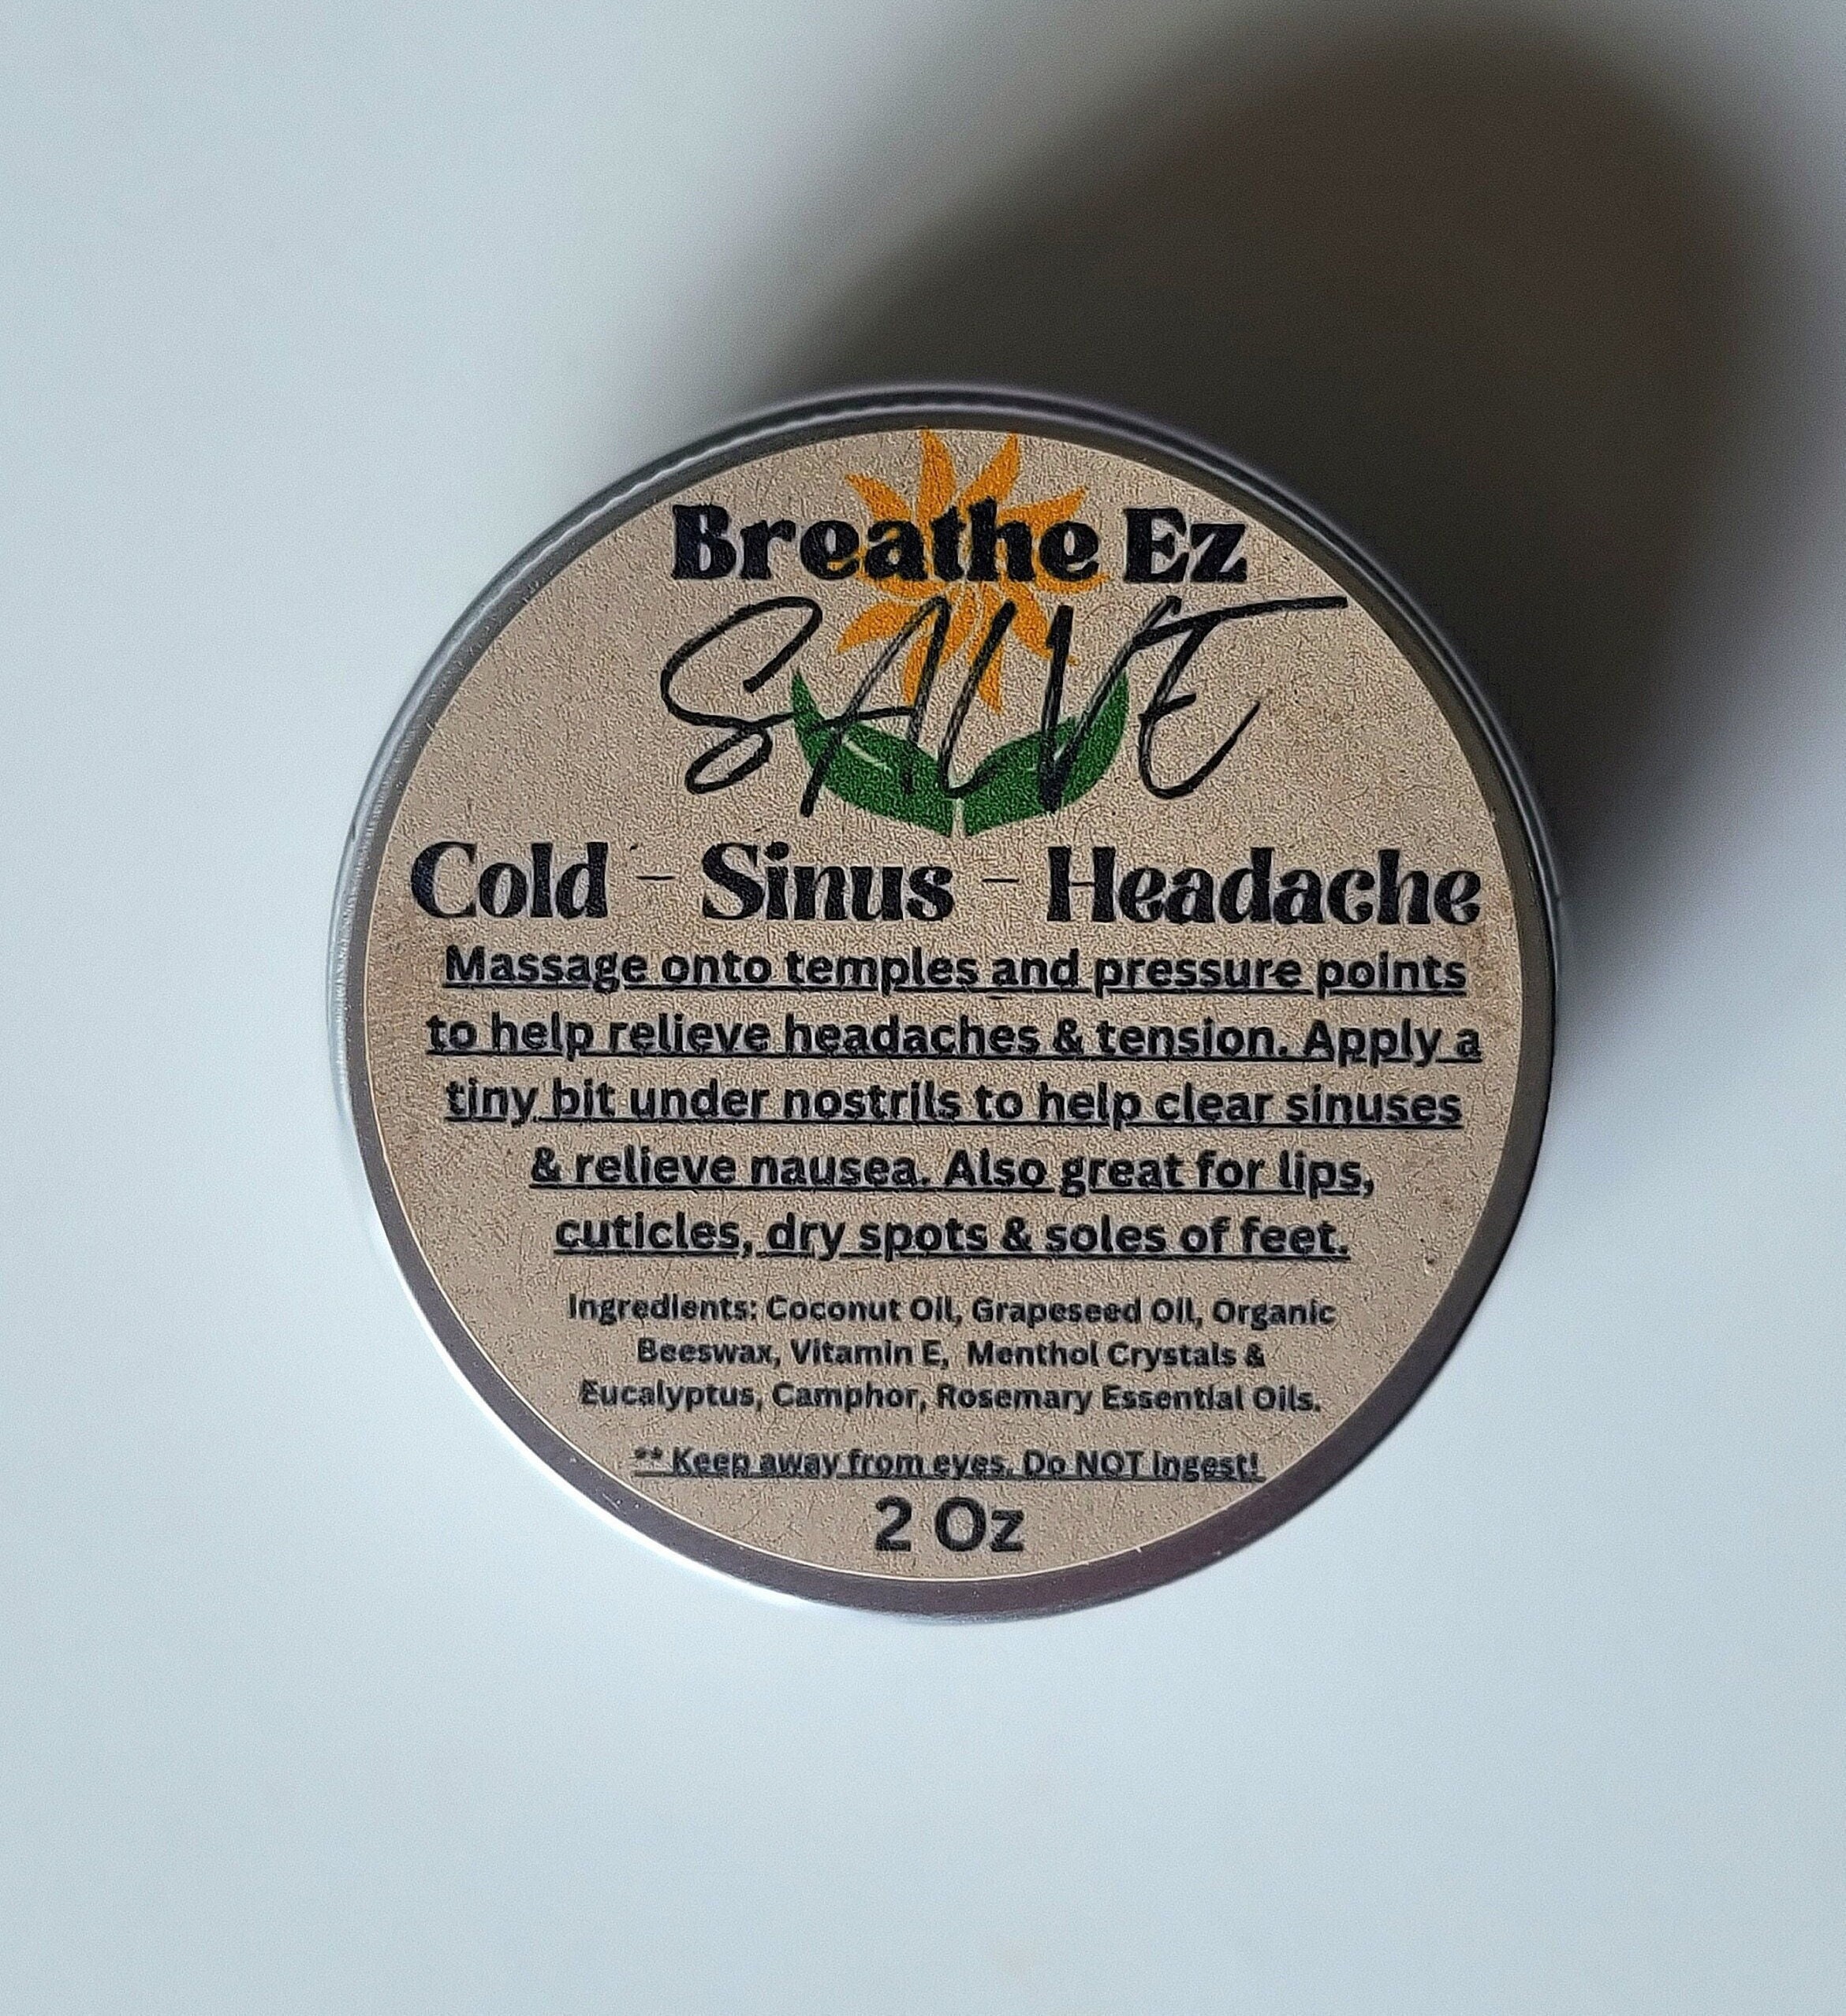 Breathe Ez
SALVE
Cold - Sinus - Headache
Massage onto temples and pressure points
to help relieve headaches & tension. Apply a
tiny bit under nostrils to help clear sinuses
& relieve nausea. Also great for lips,
cuticles, dry spots & soles of feet.
Ingredients: Coconut Oil, Grapeseed Oil, Organic
Beeswax, Vitamin E, Menthol Crystals &
Eucalyptus, Camphor, Rosemary Essential Oils.
** Keep away from eyes. Do NOT ingest!
2 Oz